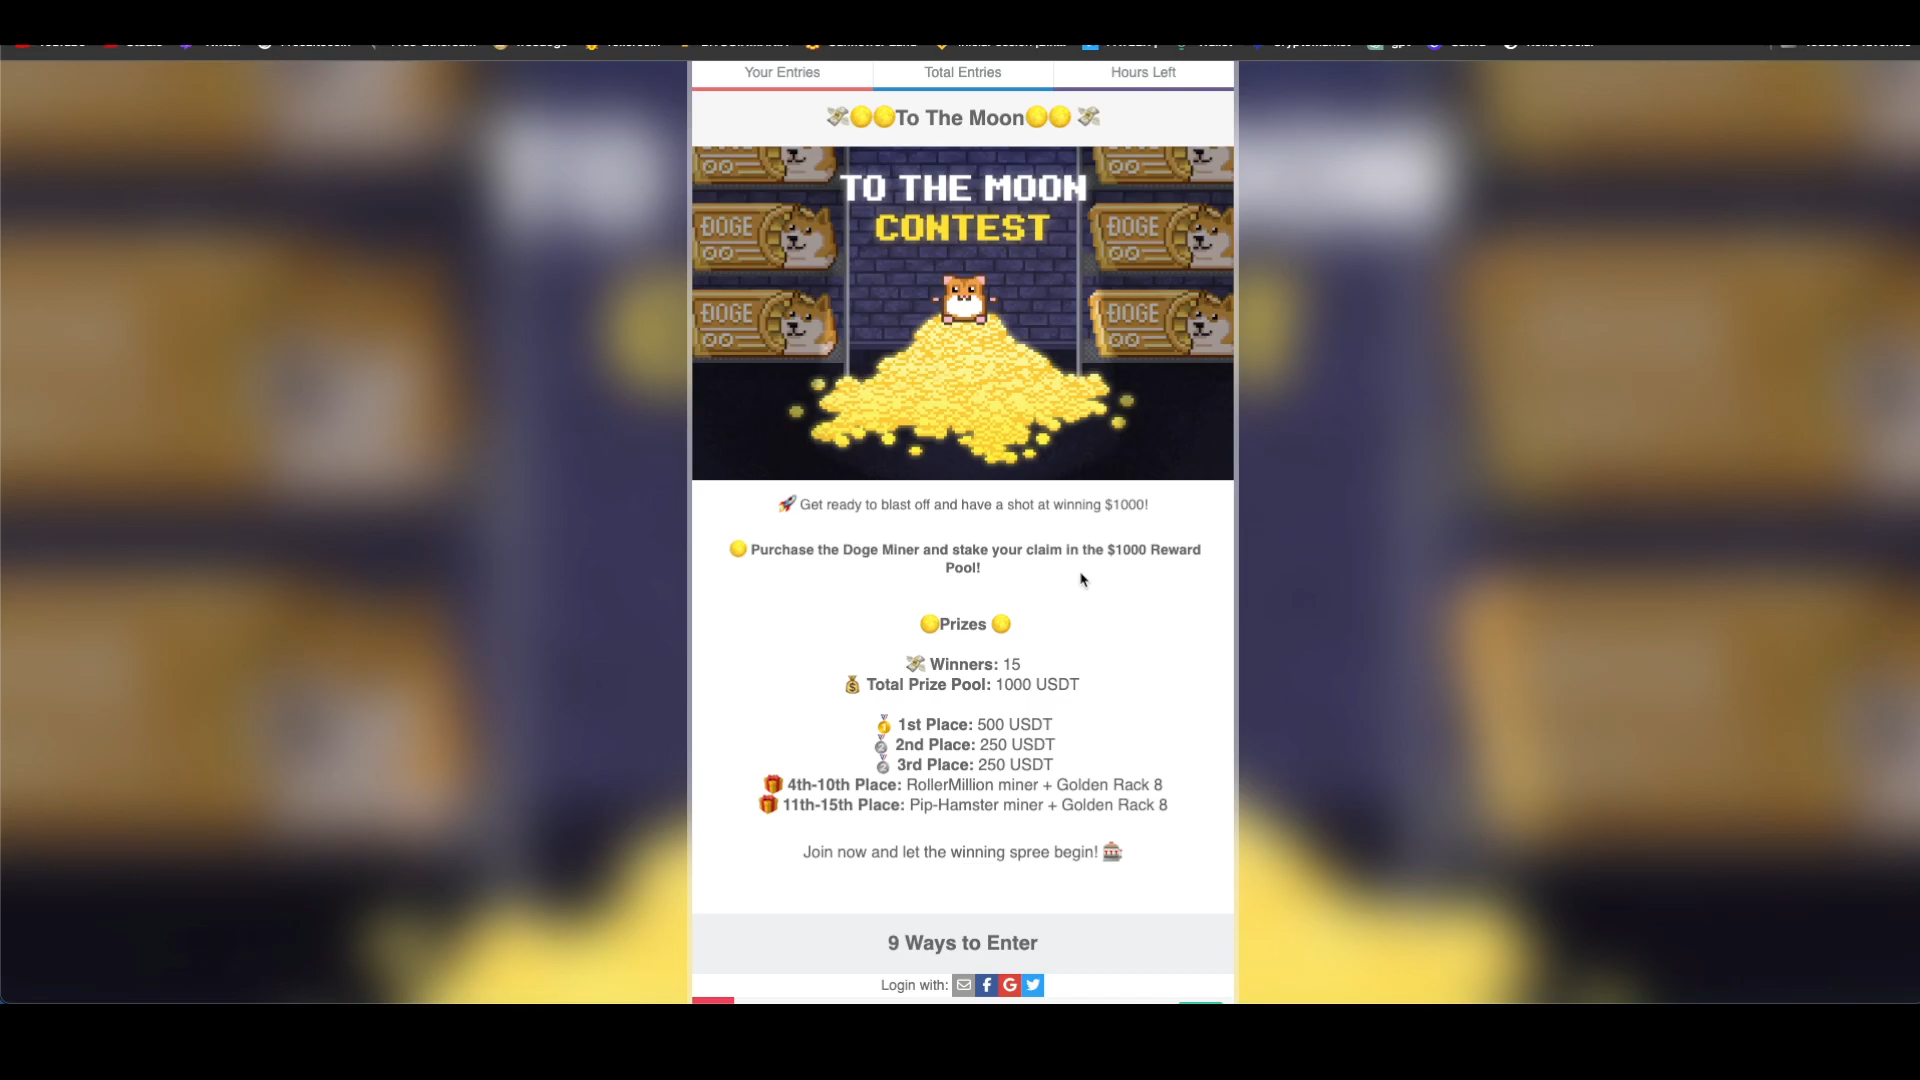 Your Entries Total Entries Hours Left
To The Moon
TO THE MOON
CONTEST
DOGE DOGE
DOGE DOGE
Get ready to blast off and have a shot at winning $1000!
Purchase the Doge Miner and stake your claim in the $1000 Reward
Pool!
Prizes
Winners: 15
Total Prize Pool: 1000 USDT
1st Place: 500 USDT
2nd Place: 250 USDT
3rd Place: 250 USDT
4th-10th Place: RollerMillion miner + Golden Rack 8
11th-15th Place: Pip-Hamster miner + Golden Rack 8
Join now and let the winning spree begin!
9 Ways to Enter
Login with: